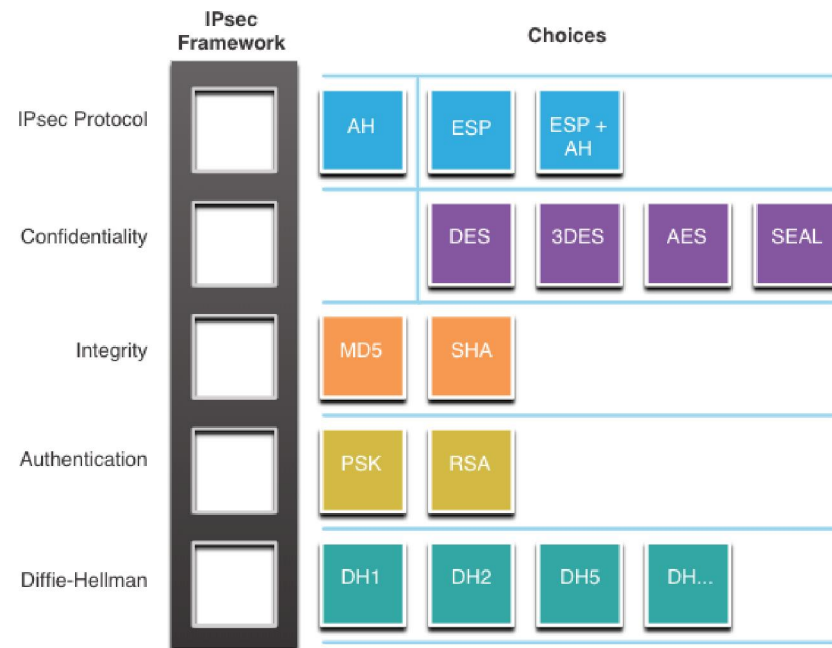 IPsec
Framework
Choices
IPsec Protocol
AH
ESP
ESP +
AH
Confidentiality
DES
3DES
AES
SEAL
Integrity
MD5
SHA
Authentication
PSK
RSA
Diffie-Hellman
DH1
DH2
DH5
DH...